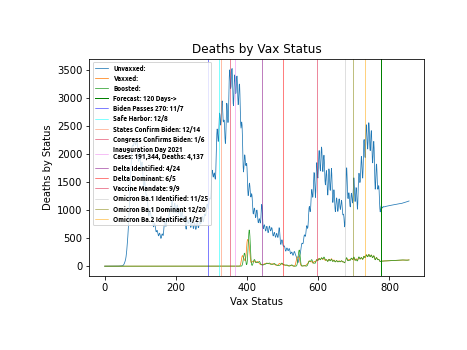 Deaths by Vax Status
3500
3000
2500
2000
1500
1000
500
0
Deaths by Status
Unvaxxed:
Vaxxed:
Boosted:
Forecast: 120 Days->
Biden Passes 270: 11/7
Safe Harbor: 12/8
States Confirm Biden: 12/14
Congress Confirms Biden: 1/6
Inauguration Day 2021
Cases: 191,344, Deaths: 4,137
Delta Identified: 4/24
Delta Dominant: 6/5
Vaccine Mandate: 9/9
Omicron Ba.1 Identified: 11/25
Omicron Ba.1 Dominant 12/20
Omicron Ba.2 Identified 1/21
0 200 400 600 800
Vax Status